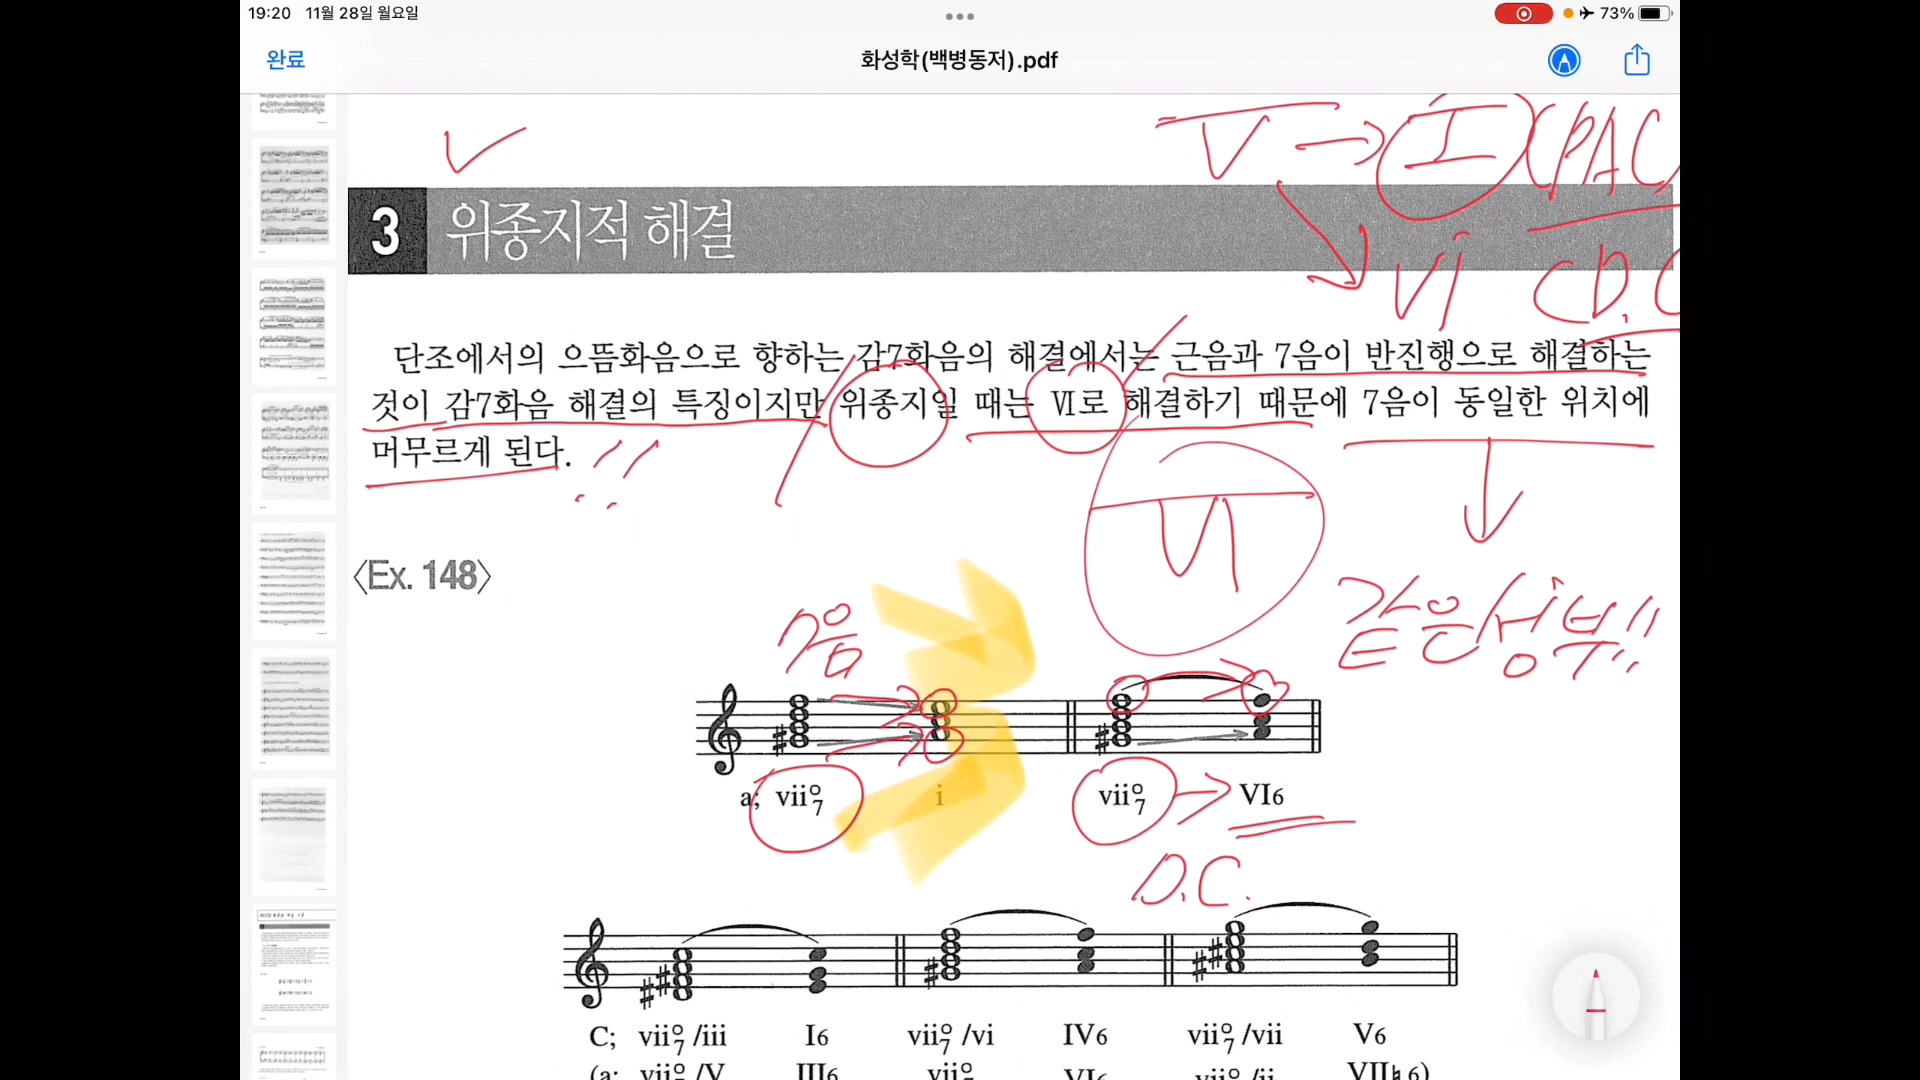 19:20 11월 28일 월요일
73%
완료
화성학(백병동저).pdf
V → I (PAC)
3 위종지적 해결
VI
단조에서의 으뜸화음으로 향하는 감7화음의 해결에서는 근음과 7음이 반진행으로 해결하는
것이 감7화음 해결의 특징이지만 위종지일 때는 VI로 해결하기 때문에 7음이 동일한 위치에
머무르게 된다. !!
VI
〈Ex. 148〉
7음
같은성부!!
a; vii°7 i vii°7 → VI6
D.C.
C; vii°7/iii I6 vii°7/vi IV6 vii°7/vii V6